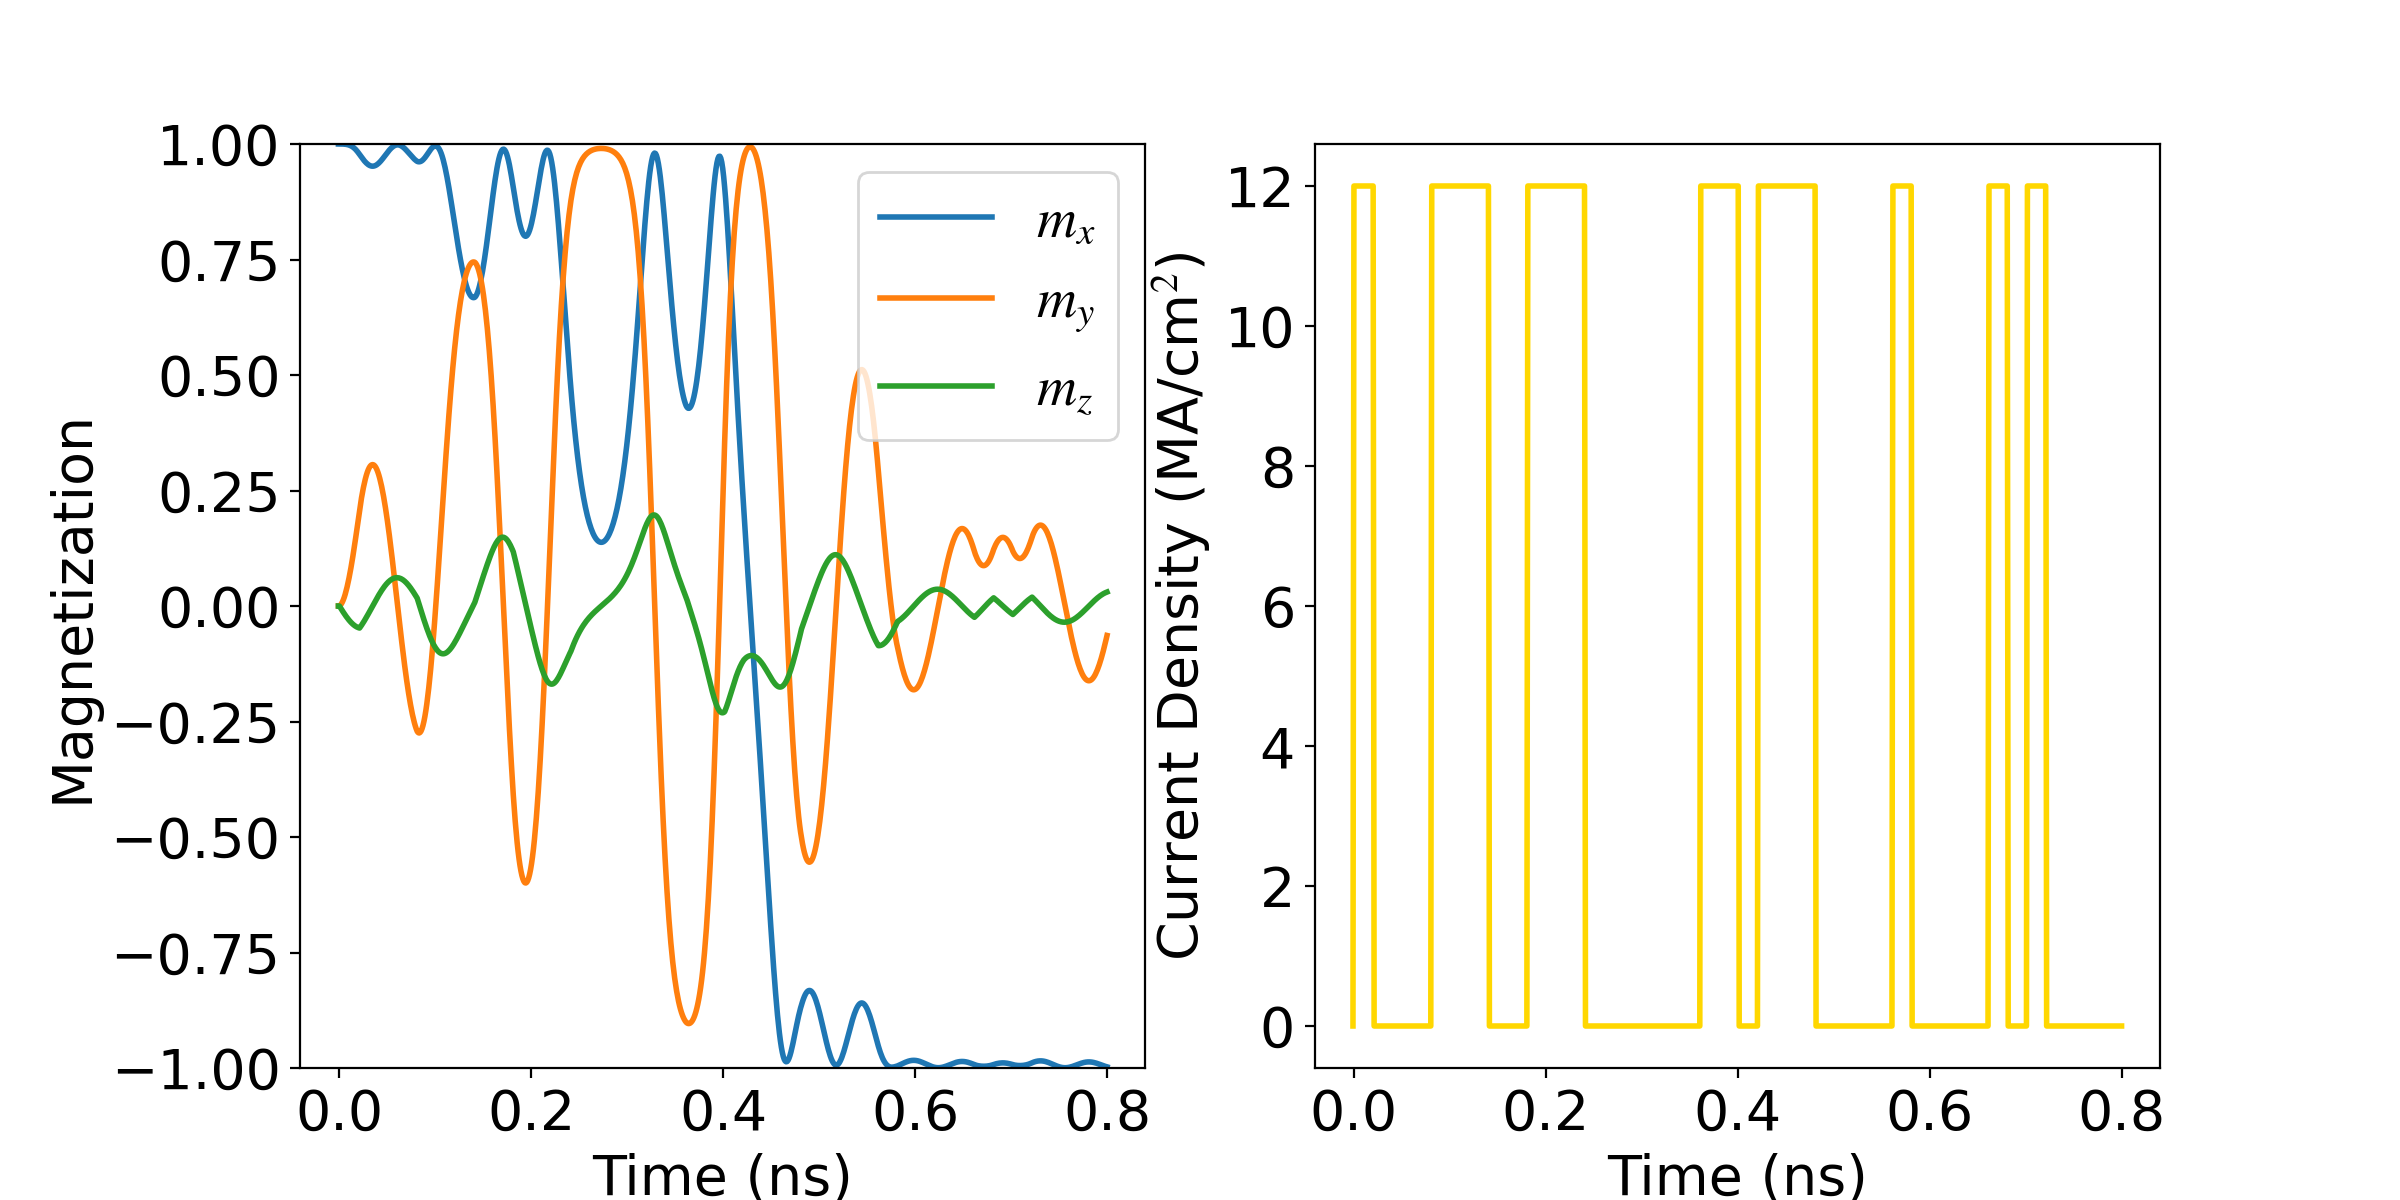 Magnetization
1.00
0.75
0.50
0.25
0.00
−0.25
−0.50
−0.75
−1.00
0.0 0.2 0.4 0.6 0.8
Time (ns)
m_x
m_y
m_z
Current Density (MA/cm²)
12
10
8
6
4
2
0
0.0 0.2 0.4 0.6 0.8
Time (ns)